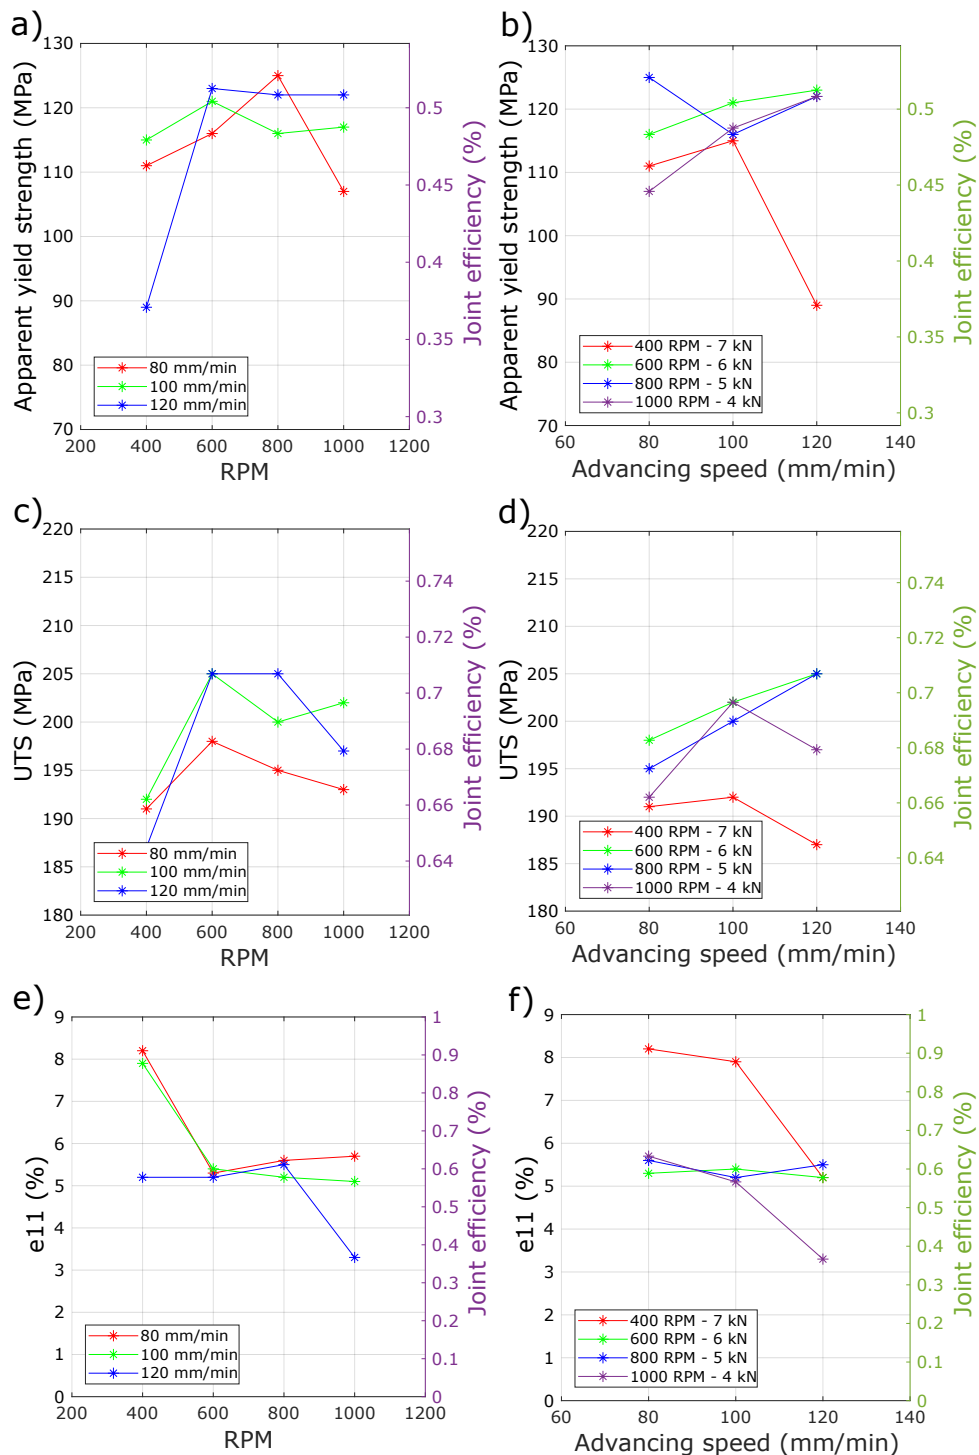 a)
130
120
110
100
90
80
70
200
400
600
800
1000
1200
RPM
Apparent yield strength (MPa)
0.5
0.45
0.4
0.35
0.3
Joint efficiency (%)
80 mm/min
100 mm/min
120 mm/min
b)
130
120
110
100
90
80
70
60
80
100
120
140
Advancing speed (mm/min)
Apparent yield strength (MPa)
0.5
0.45
0.4
0.35
0.3
Joint efficiency (%)
400 RPM - 7 kN
600 RPM - 6 kN
800 RPM - 5 kN
1000 RPM - 4 kN
c)
220
215
210
205
200
195
190
185
180
200
400
600
800
1000
1200
RPM
UTS (MPa)
0.74
0.72
0.7
0.68
0.66
0.64
Joint efficiency (%)
80 mm/min
100 mm/min
120 mm/min
d)
220
215
210
205
200
195
190
185
180
60
80
100
120
140
Advancing speed (mm/min)
UTS (MPa)
0.74
0.72
0.7
0.68
0.66
0.64
Joint efficiency (%)
400 RPM - 7 kN
600 RPM - 6 kN
800 RPM - 5 kN
1000 RPM - 4 kN
e)
9
8
7
6
5
4
3
2
1
0
200
400
600
800
1000
1200
RPM
e11 (%)
1
0.9
0.8
0.7
0.6
0.5
0.4
0.3
0.2
0.1
0
Joint efficiency (%)
80 mm/min
100 mm/min
120 mm/min
f)
9
8
7
6
5
4
3
2
1
0
60
80
100
120
140
Advancing speed (mm/min)
e11 (%)
1
0.9
0.8
0.7
0.6
0.5
0.4
0.3
0.2
0.1
0
Joint efficiency (%)
400 RPM - 7 kN
600 RPM - 6 kN
800 RPM - 5 kN
1000 RPM - 4 kN